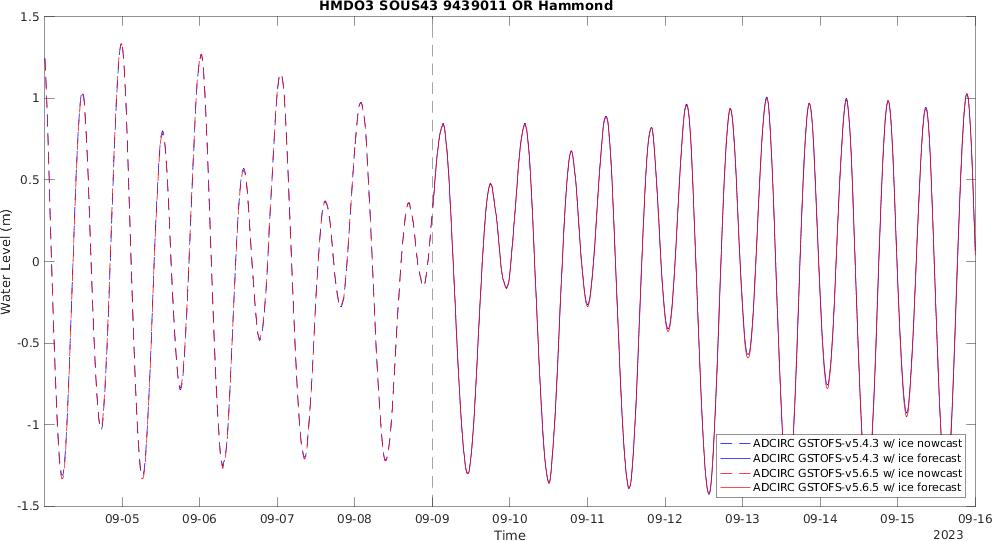 HMDO3 SOUS43 9439011 OR Hammond
1.5
1
0.5
0
-0.5
-1
-1.5
Water Level (m)
ADCIRC GSTOFS-v5.4.3 w/ ice nowcast
ADCIRC GSTOFS-v5.4.3 w/ ice forecast
ADCIRC GSTOFS-v5.6.5 w/ ice nowcast
ADCIRC GSTOFS-v5.6.5 w/ ice forecast
09-05 09-06 09-07 09-08 09-09 09-10 09-11 09-12 09-13 09-14 09-15 09-16
Time
2023